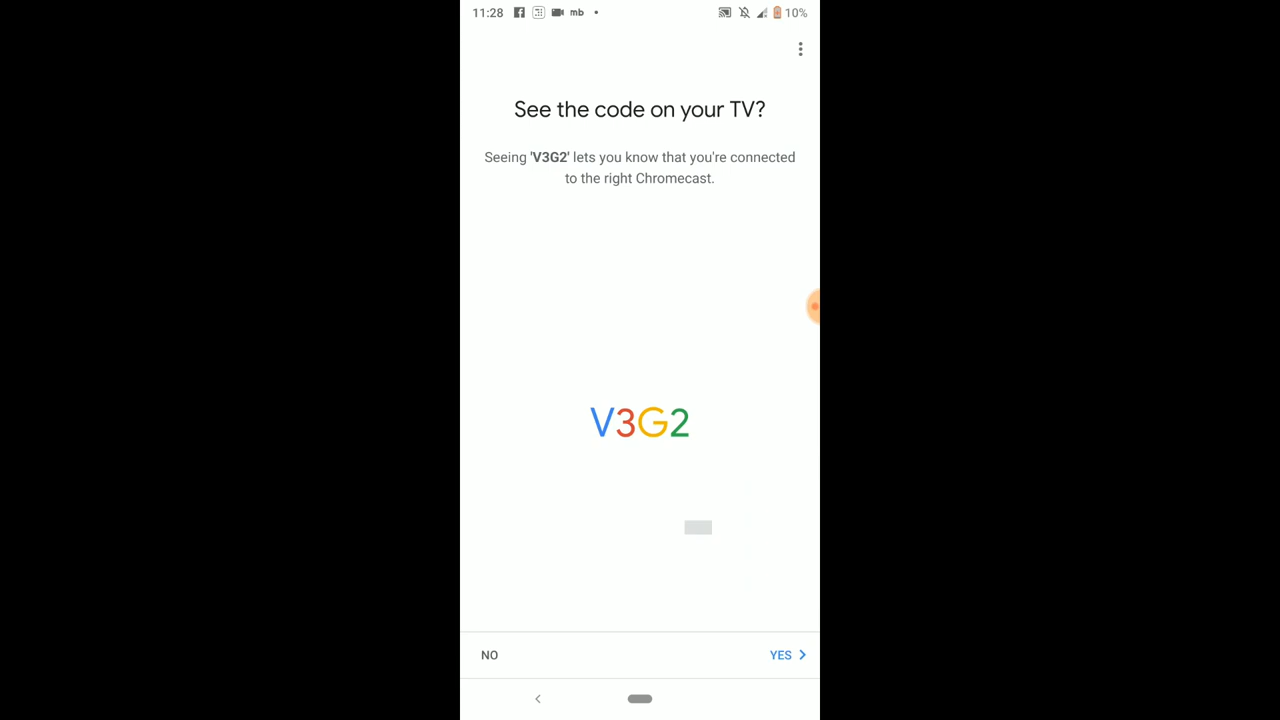 11:28 mb • 10%
See the code on your TV?
Seeing 'V3G2' lets you know that you're connected
to the right Chromecast.
V3G2
NO YES